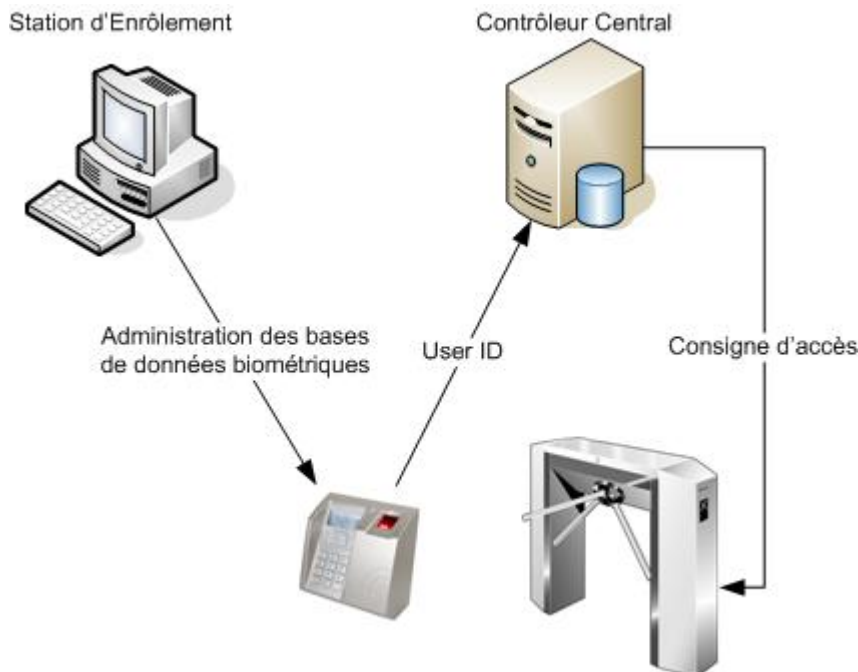 Station d'Enrôlement
Contrôleur Central
Administration des bases
de données biométriques
User ID
Consigne d'accès